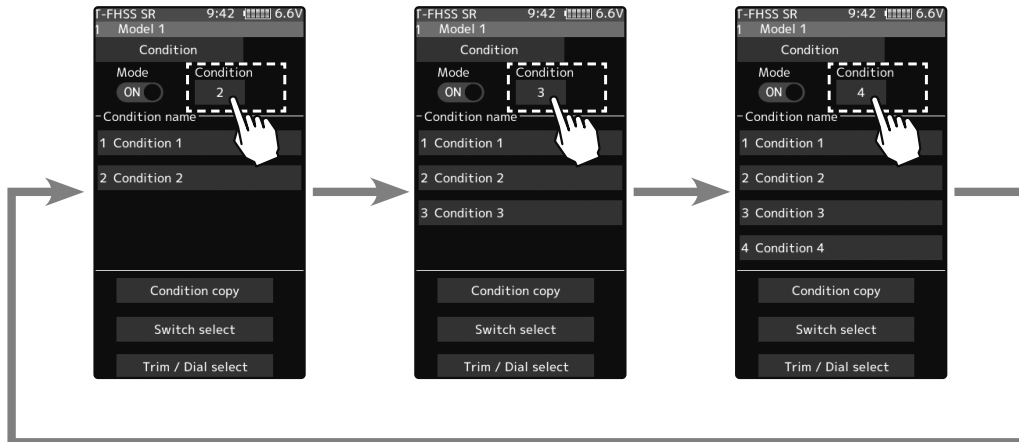 T-FHSS SR 9:42 6.6V
1 Model 1
Condition
Mode Condition
ON 2
Condition name
1 Condition 1
2 Condition 2
Condition copy
Switch select
Trim / Dial select
T-FHSS SR 9:42 6.6V
1 Model 1
Condition
Mode Condition
ON 3
Condition name
1 Condition 1
2 Condition 2
3 Condition 3
Condition copy
Switch select
Trim / Dial select
T-FHSS SR 9:42 6.6V
1 Model 1
Condition
Mode Condition
ON 4
Condition name
1 Condition 1
2 Condition 2
3 Condition 3
4 Condition 4
Condition copy
Switch select
Trim / Dial select